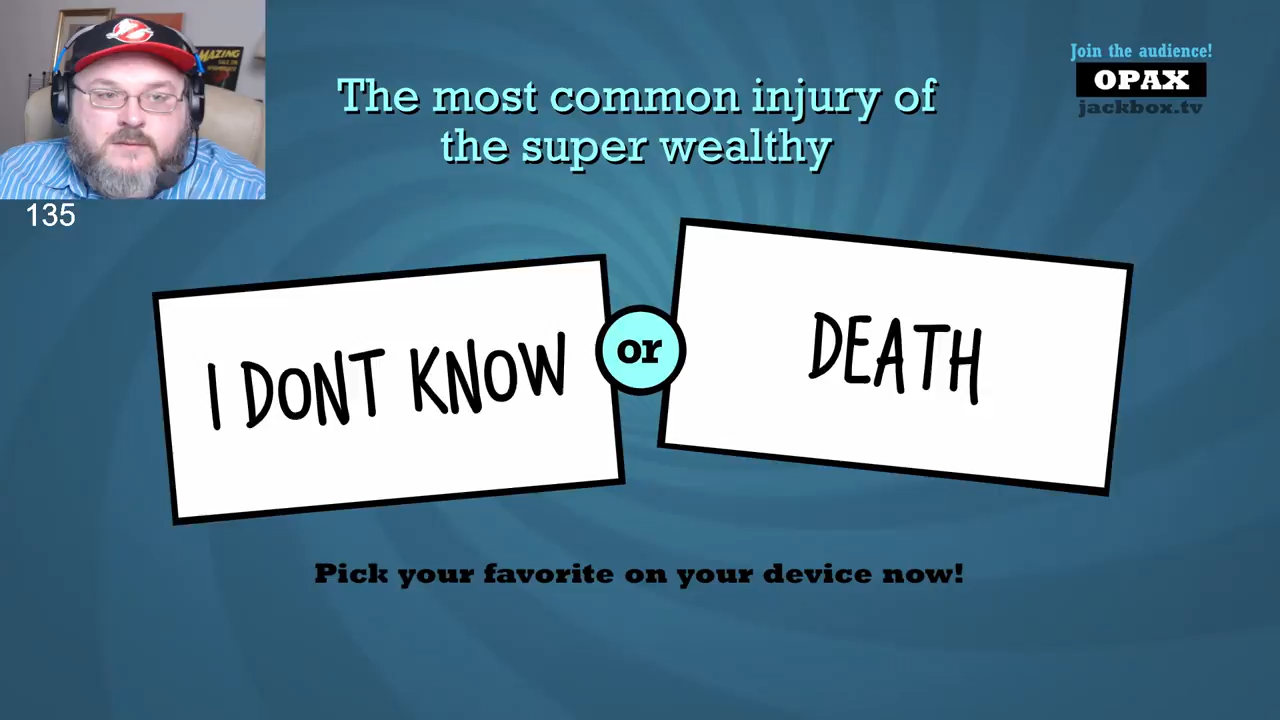 AMAZING
Join the audience!
OPAX
jackbox.tv
The most common injury of
the super wealthy
135
I DONT KNOW
or
DEATH
Pick your favorite on your device now!